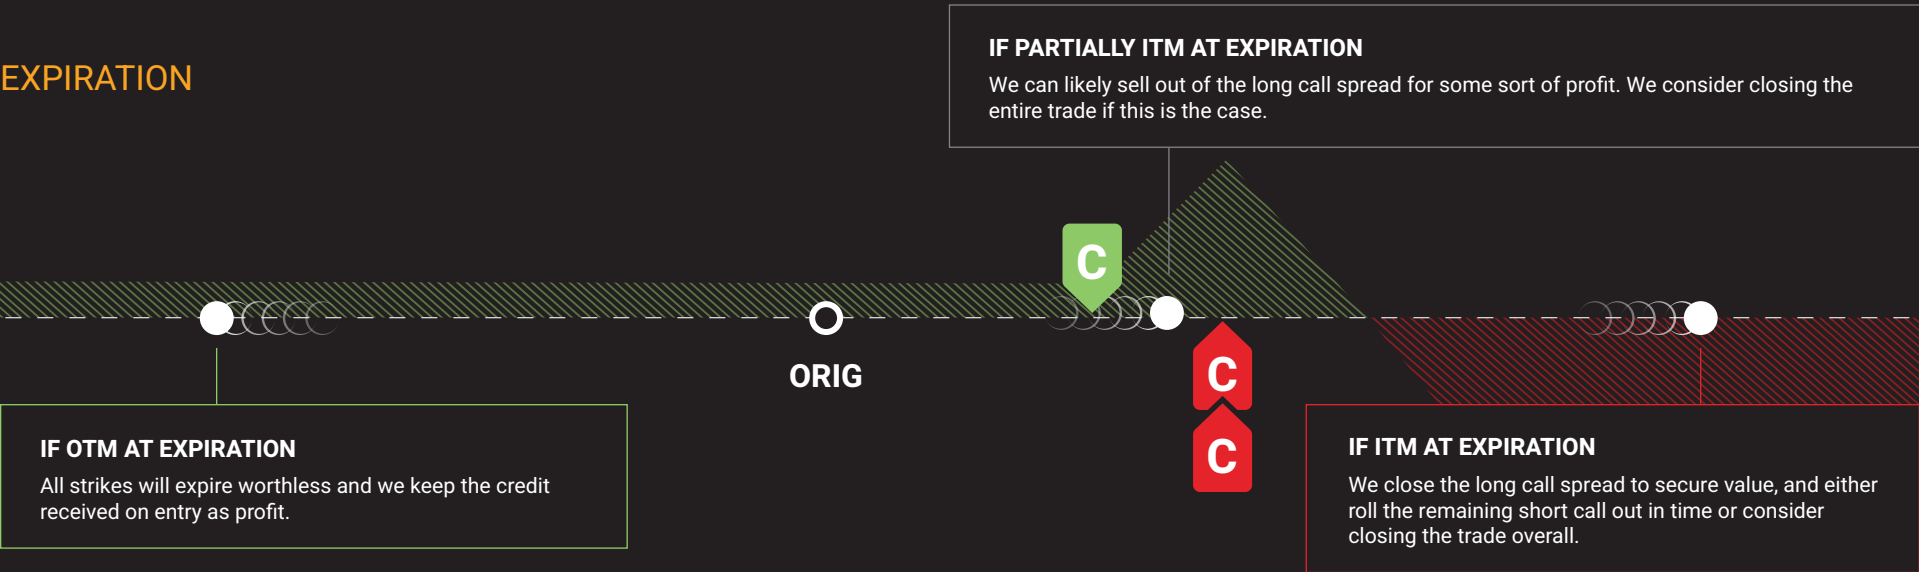 EXPIRATION
IF PARTIALLY ITM AT EXPIRATION
We can likely sell out of the long call spread for some sort of profit. We consider closing the
entire trade if this is the case.
C
ORIG
C
C
IF OTM AT EXPIRATION
All strikes will expire worthless and we keep the credit
received on entry as profit.
IF ITM AT EXPIRATION
We close the long call spread to secure value, and either
roll the remaining short call out in time or consider
closing the trade overall.